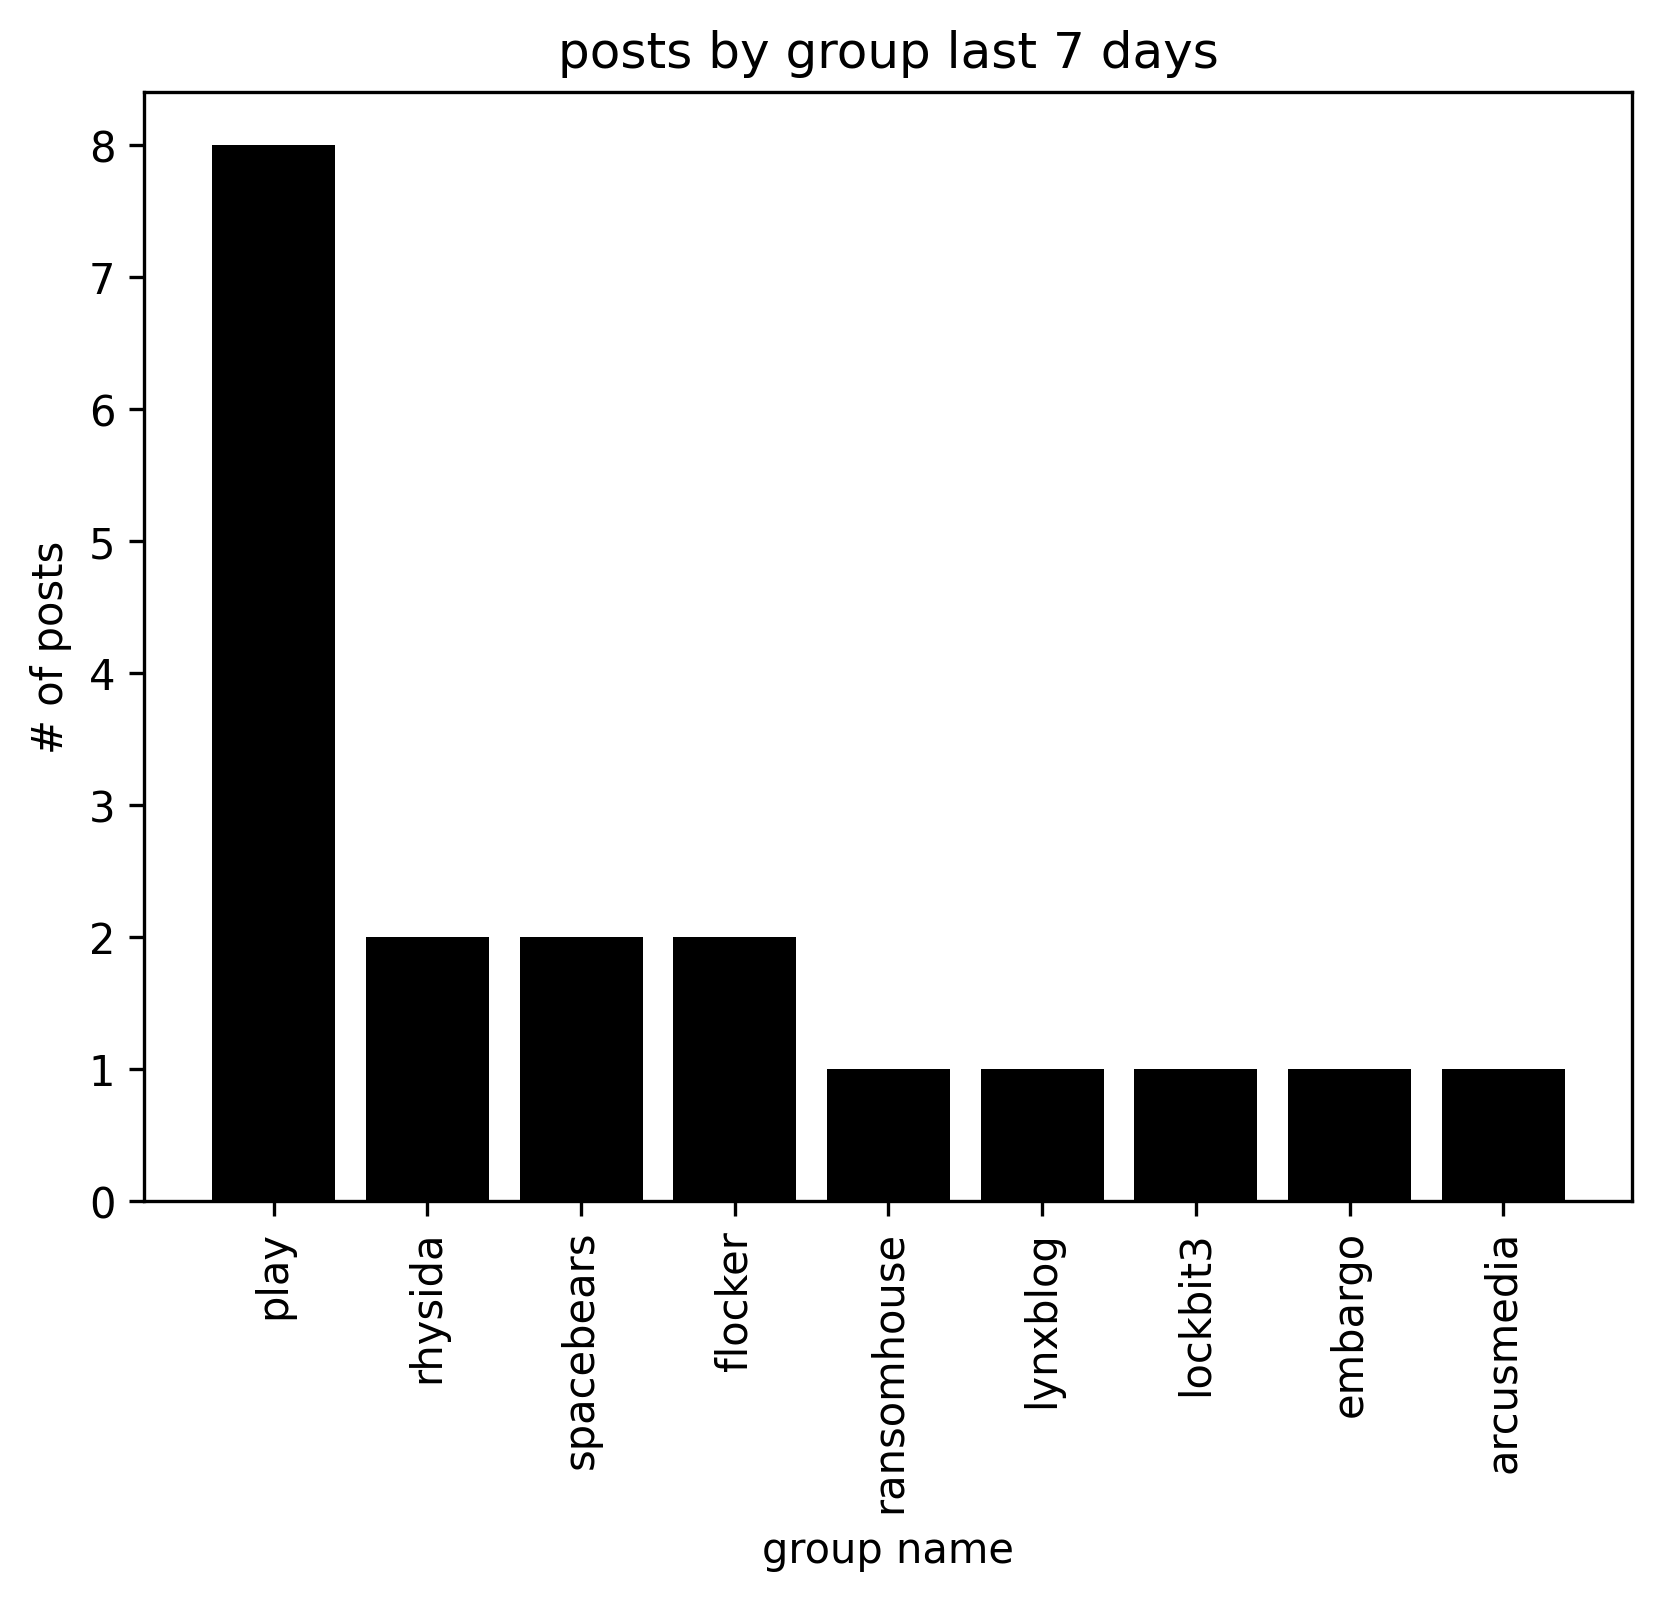 posts by group last 7 days
# of posts
8
7
6
5
4
3
2
1
0
play
rhysida
spacebears
flocker
ransomhouse
lynxblog
lockbit3
embargo
arcusmedia
group name